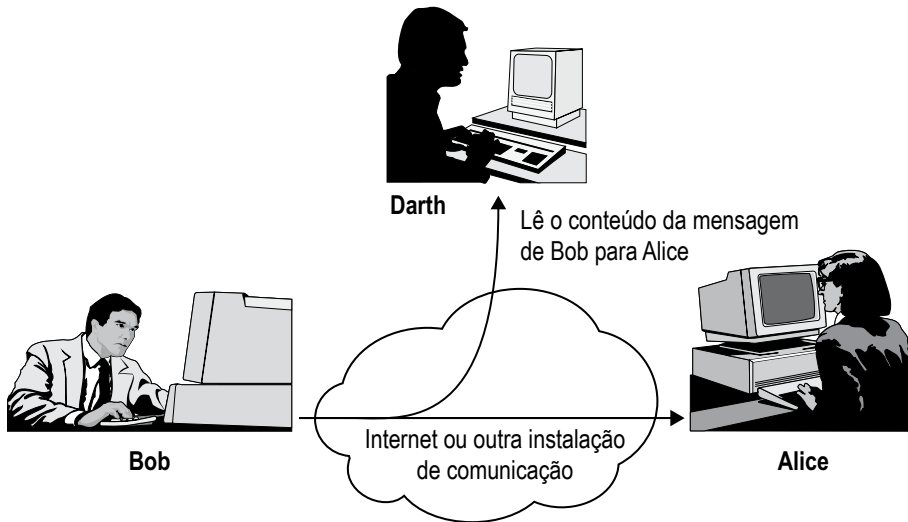 Darth
Lê o conteúdo da mensagem
de Bob para Alice
Internet ou outra instalação
de comunicação
Bob
Alice